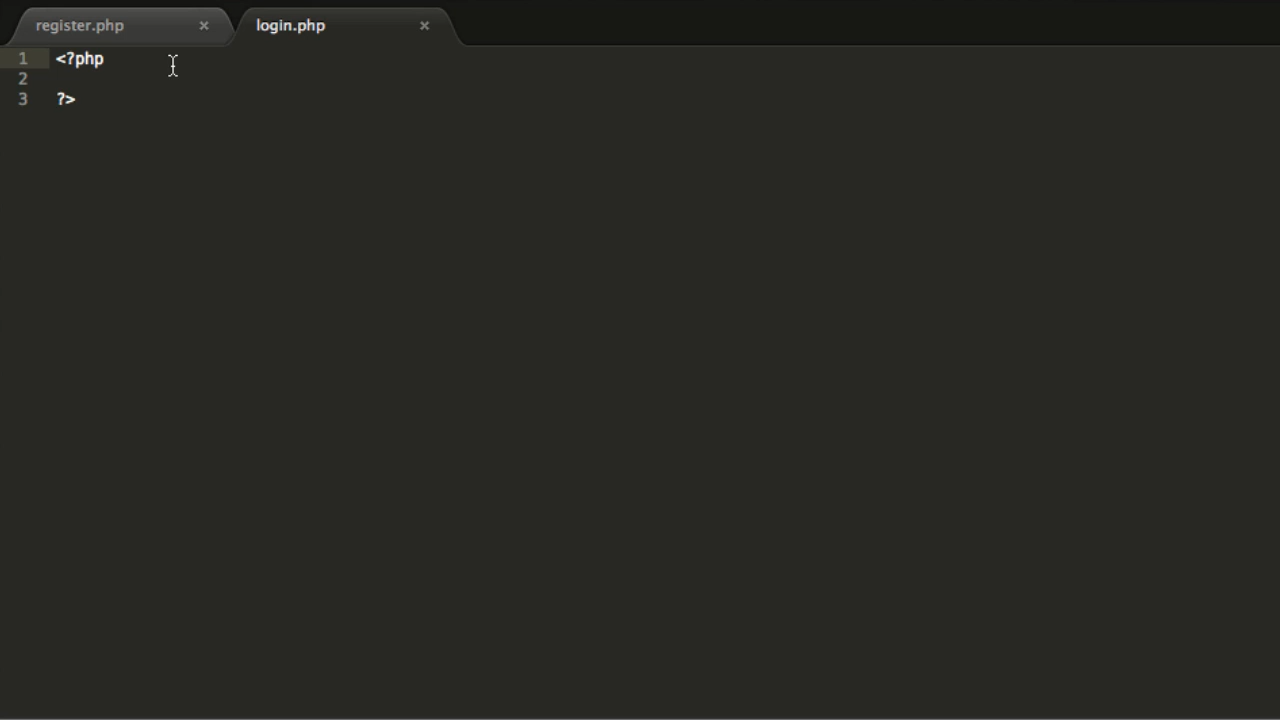 register.php × login.php ×
1 <?php
2
3 ?>